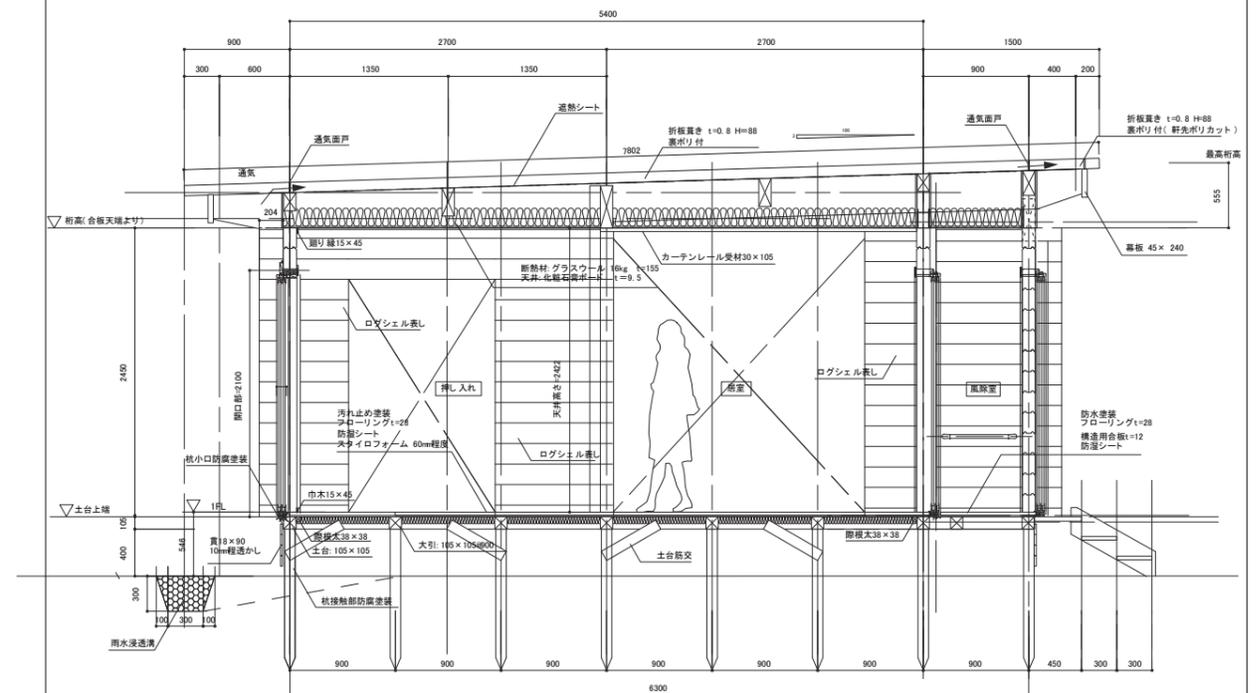 5400
900
2700
2700
1500
300
600
1350
1350
900
400
200
遮熱シート
通気面戸
折板葺き t=0.8 H=88
裏ポリ付
通気面戸
折板葺き t=0.8 H=88
裏ポリ付( 軒先ポリカット )
7802
通気
最高桁高
555
204
桁高( 合板天端より )
廻り縁15×45
カーテンレール受材30×105
幕板 45× 240
断熱材: グラスウール 16kg t=155
天井: 化粧石膏ボード t=9.5
ログシェル表し
2450
開口部=2100
天井高さ=2422
ログシェル表し
押し入れ
居室
風除室
汚れ止め塗装
フローリングt=28
防湿シート
スタイロフォーム 60mm程度
防水塗装
フローリングt=28
構造用合板t=12
防湿シート
ログシェル表し
杭小口防腐塗装
巾木15×45
土台上端
1FL
105
546
400
貫18×90
10mm程透かし
際根太38×38
土台: 105×105
大引: 105×105@900
土台筋交
際根太38×38
300
杭接触部防腐塗装
100
300
100
雨水浸透溝
900
900
900
900
900
900
900
450
300
300
6300